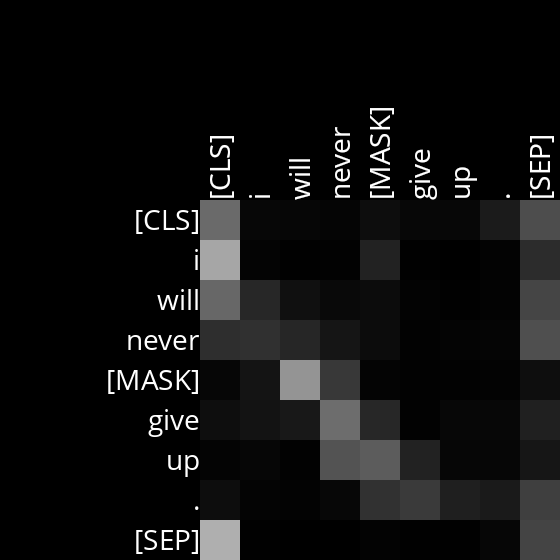 [CLS] i will never [MASK] give up . [SEP]
[CLS]
i
will
never
[MASK]
give
up
.
[SEP]